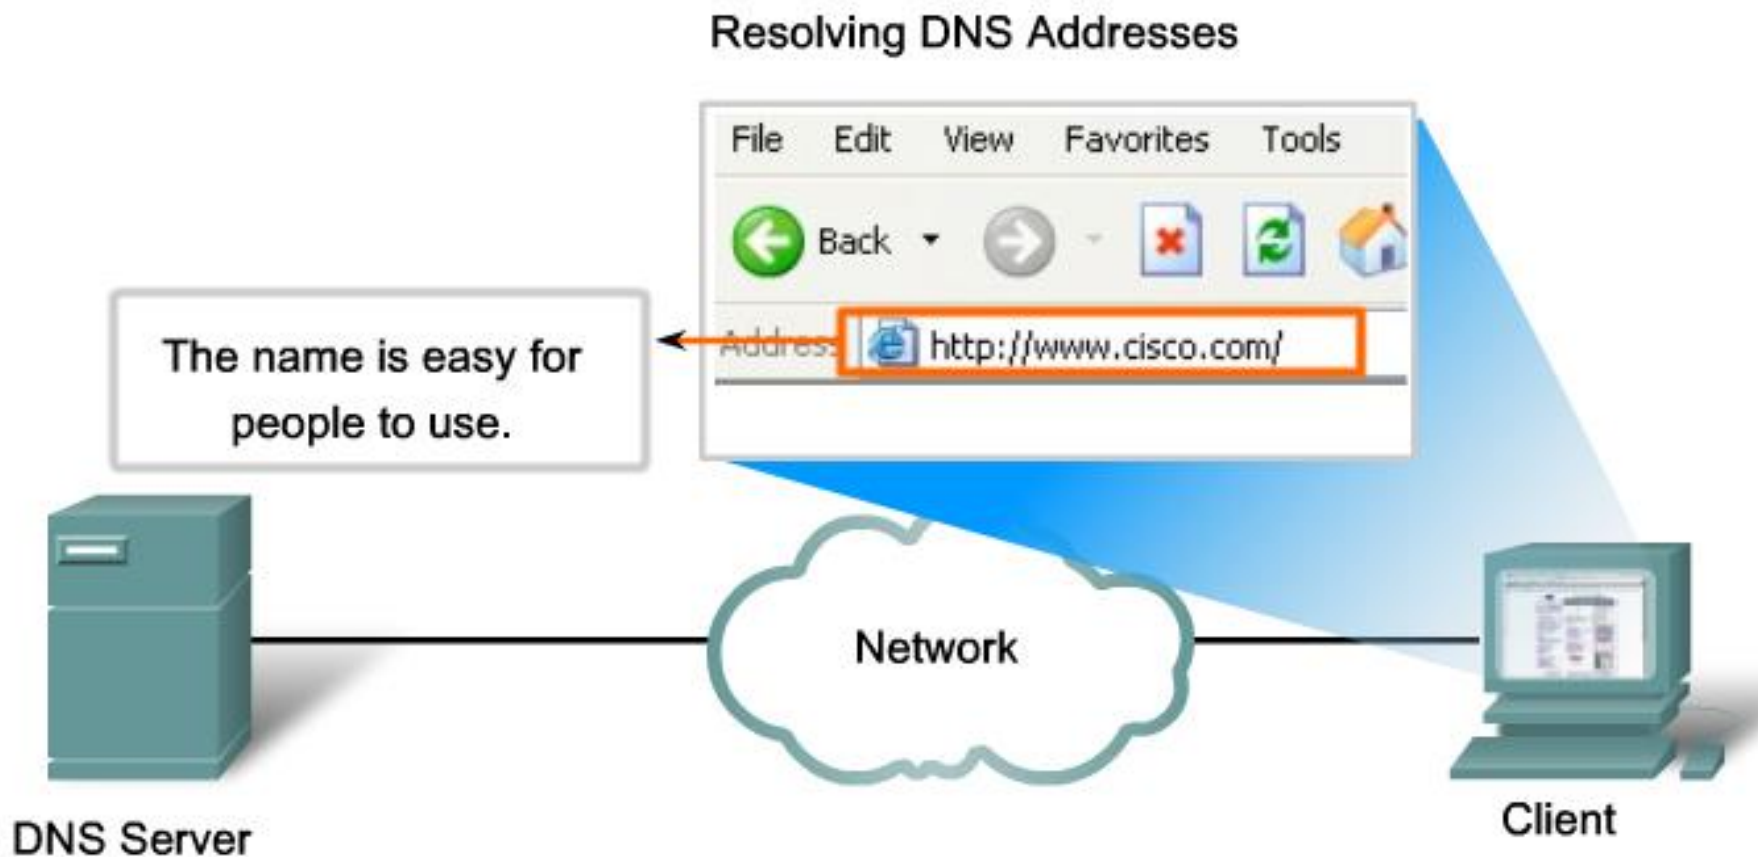 Resolving DNS Addresses
File Edit View Favorites Tools
Back
Address http://www.cisco.com/
The name is easy for
people to use.
Network
DNS Server
Client